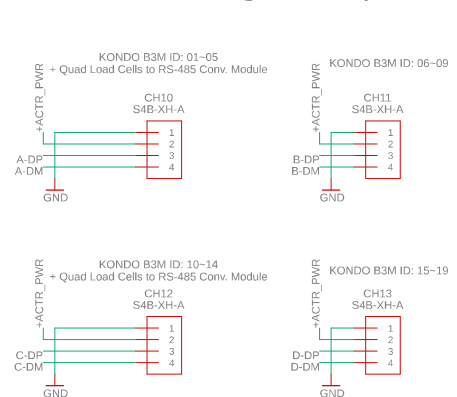 KONDO B3M ID: 01~05
+ Quad Load Cells to RS-485 Conv. Module
+ACTR_PWR
CH10
S4B-XH-A
1
2
3
4
A-DP
A-DM
GND
KONDO B3M ID: 06~09
+ACTR_PWR
CH11
S4B-XH-A
1
2
3
4
B-DP
B-DM
GND
KONDO B3M ID: 10~14
+ Quad Load Cells to RS-485 Conv. Module
+ACTR_PWR
CH12
S4B-XH-A
1
2
3
4
C-DP
C-DM
GND
KONDO B3M ID: 15~19
+ACTR_PWR
CH13
S4B-XH-A
1
2
3
4
D-DP
D-DM
GND